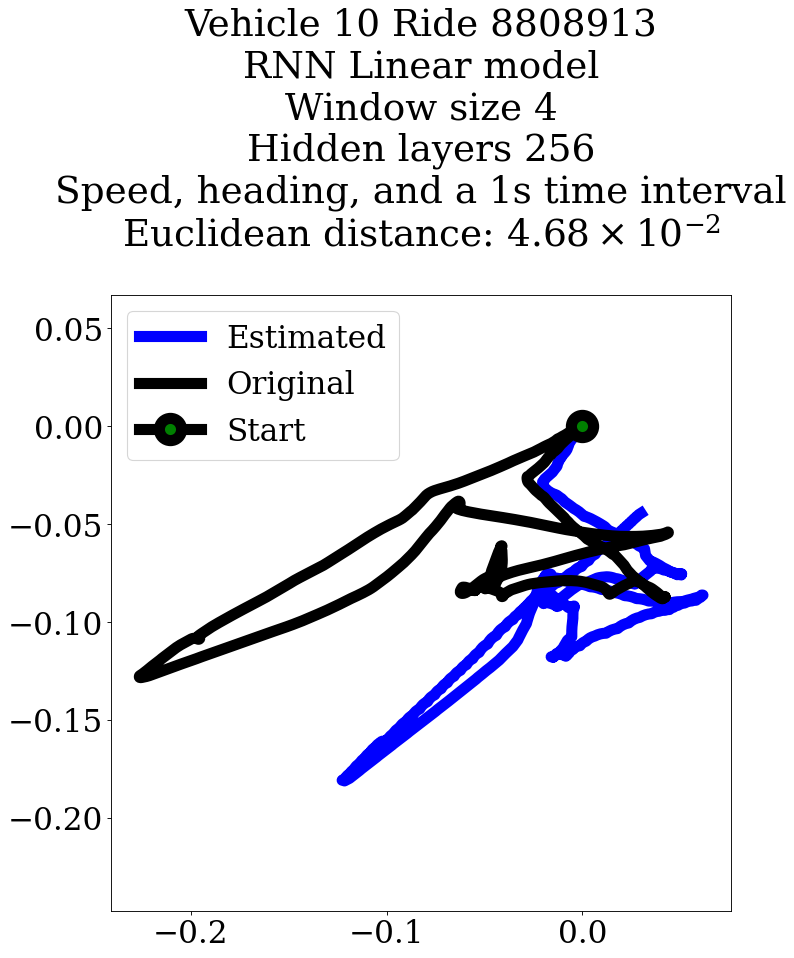 Vehicle 10 Ride 8808913
RNN Linear model
Window size 4
Hidden layers 256
Speed, heading, and a 1s time interval
Euclidean distance: 4.68 × 10⁻²
Estimated
Original
Start
0.05
0.00
−0.05
−0.10
−0.15
−0.20
−0.2 −0.1 0.0